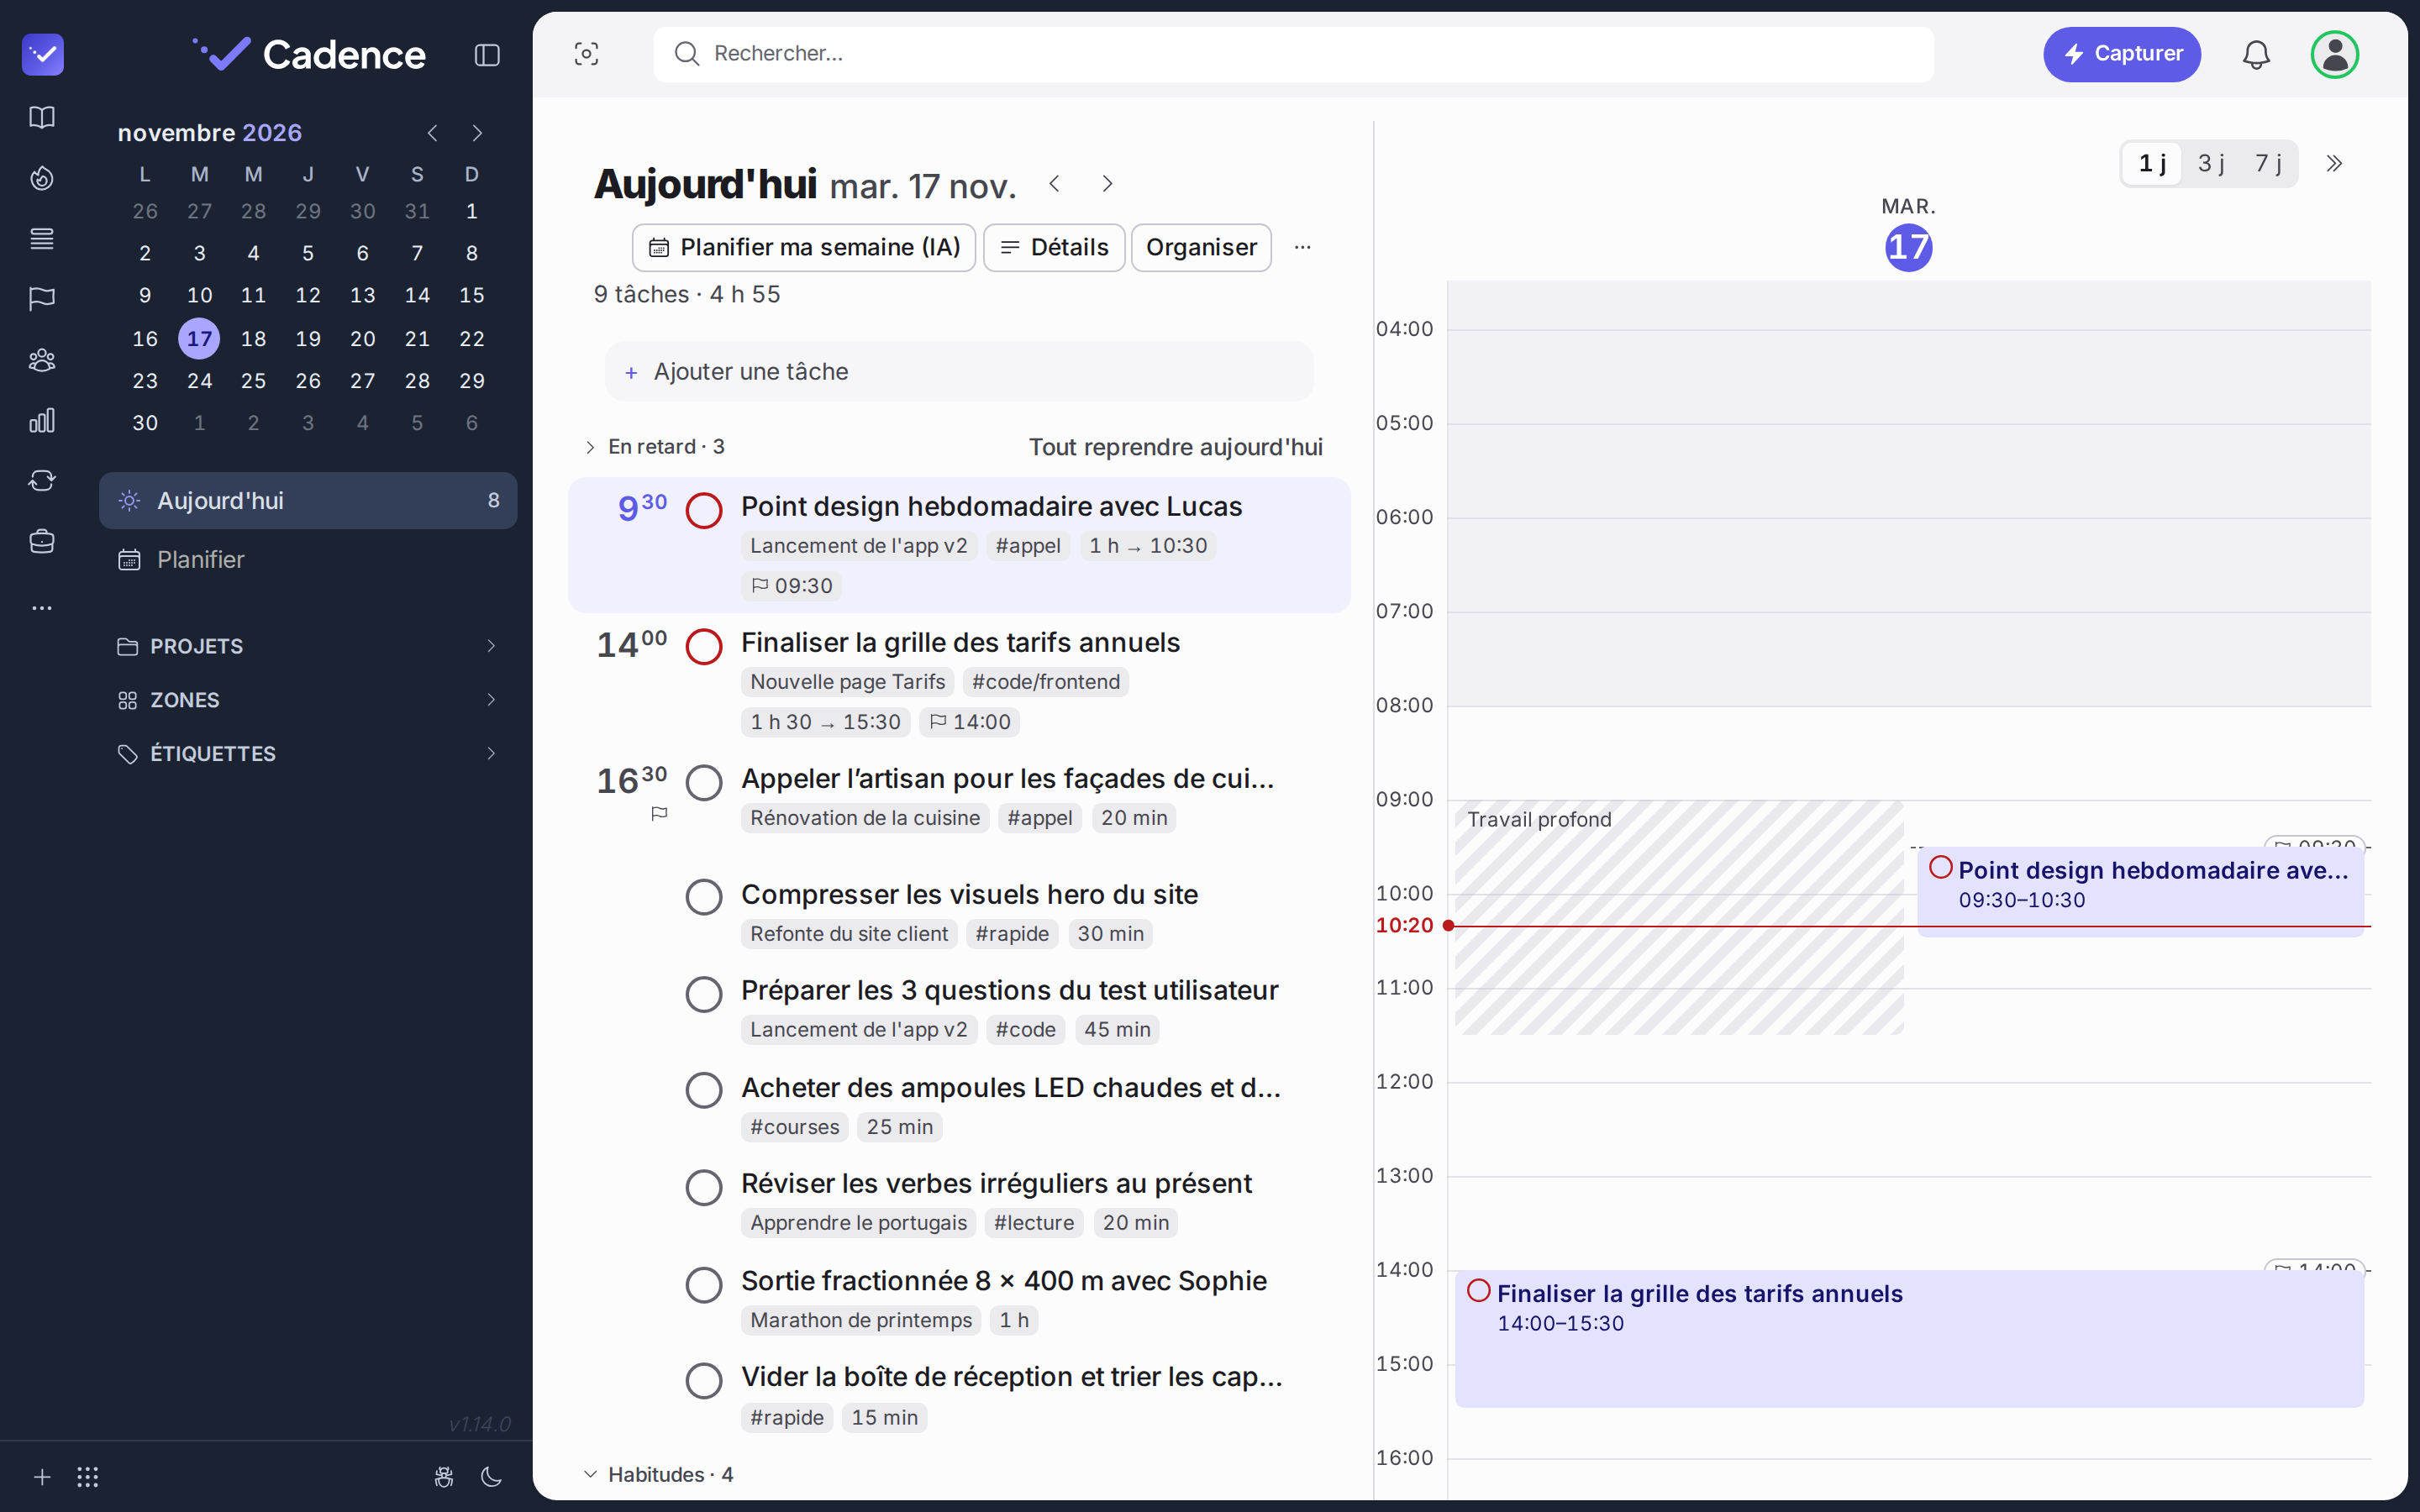 Cadence
novembre 2026
L M M J V S D
26 27 28 29 30 31 1
2 3 4 5 6 7 8
9 10 11 12 13 14 15
16 17 18 19 20 21 22
23 24 25 26 27 28 29
30 1 2 3 4 5 6
Aujourd'hui 8
Planifier
PROJETS
ZONES
ÉTIQUETTES
v1.14.0
Rechercher...
Capturer
Aujourd'hui mar. 17 nov.
Planifier ma semaine (IA) Détails Organiser
9 tâches · 4 h 55
+ Ajouter une tâche
En retard · 3 Tout reprendre aujourd'hui
9 30 Point design hebdomadaire avec Lucas
Lancement de l'app v2 #appel 1 h → 10:30
09:30
14 00 Finaliser la grille des tarifs annuels
Nouvelle page Tarifs #code/frontend
1 h 30 → 15:30 14:00
16 30 Appeler l’artisan pour les façades de cui...
Rénovation de la cuisine #appel 20 min
Compresser les visuels hero du site
Refonte du site client #rapide 30 min
Préparer les 3 questions du test utilisateur
Lancement de l'app v2 #code 45 min
Acheter des ampoules LED chaudes et d...
#courses 25 min
Réviser les verbes irréguliers au présent
Apprendre le portugais #lecture 20 min
Sortie fractionnée 8 × 400 m avec Sophie
Marathon de printemps 1 h
Vider la boîte de réception et trier les cap...
#rapide 15 min
Habitudes · 4
1 j 3 j 7 j
MAR.
17
04:00
05:00
06:00
07:00
08:00
09:00
Travail profond
09:30
Point design hebdomadaire ave...
10:00
09:30–10:30
10:20
11:00
12:00
13:00
14:00
14:00
Finaliser la grille des tarifs annuels
14:00–15:30
15:00
16:00